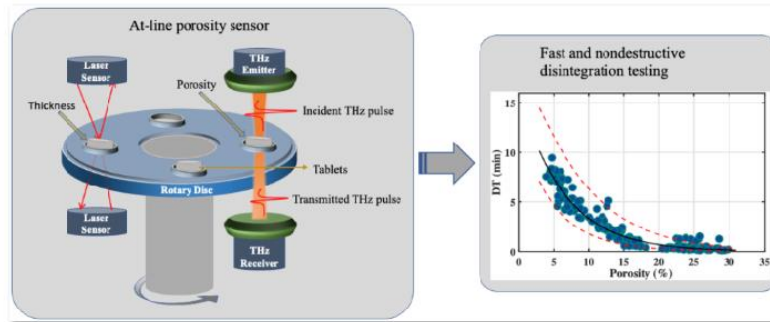 At-line porosity sensor
Laser
Sensor
THz
Emitter
Thickness
Porosity
Incident THz pulse
Tablets
Rotary Disc
Transmitted THz pulse
Laser
Sensor
THz
Receiver
Fast and nondestructive
disintegration testing
DT (min)
15
10
5
0
0 5 10 15 20 25 30 35
Porosity (%)